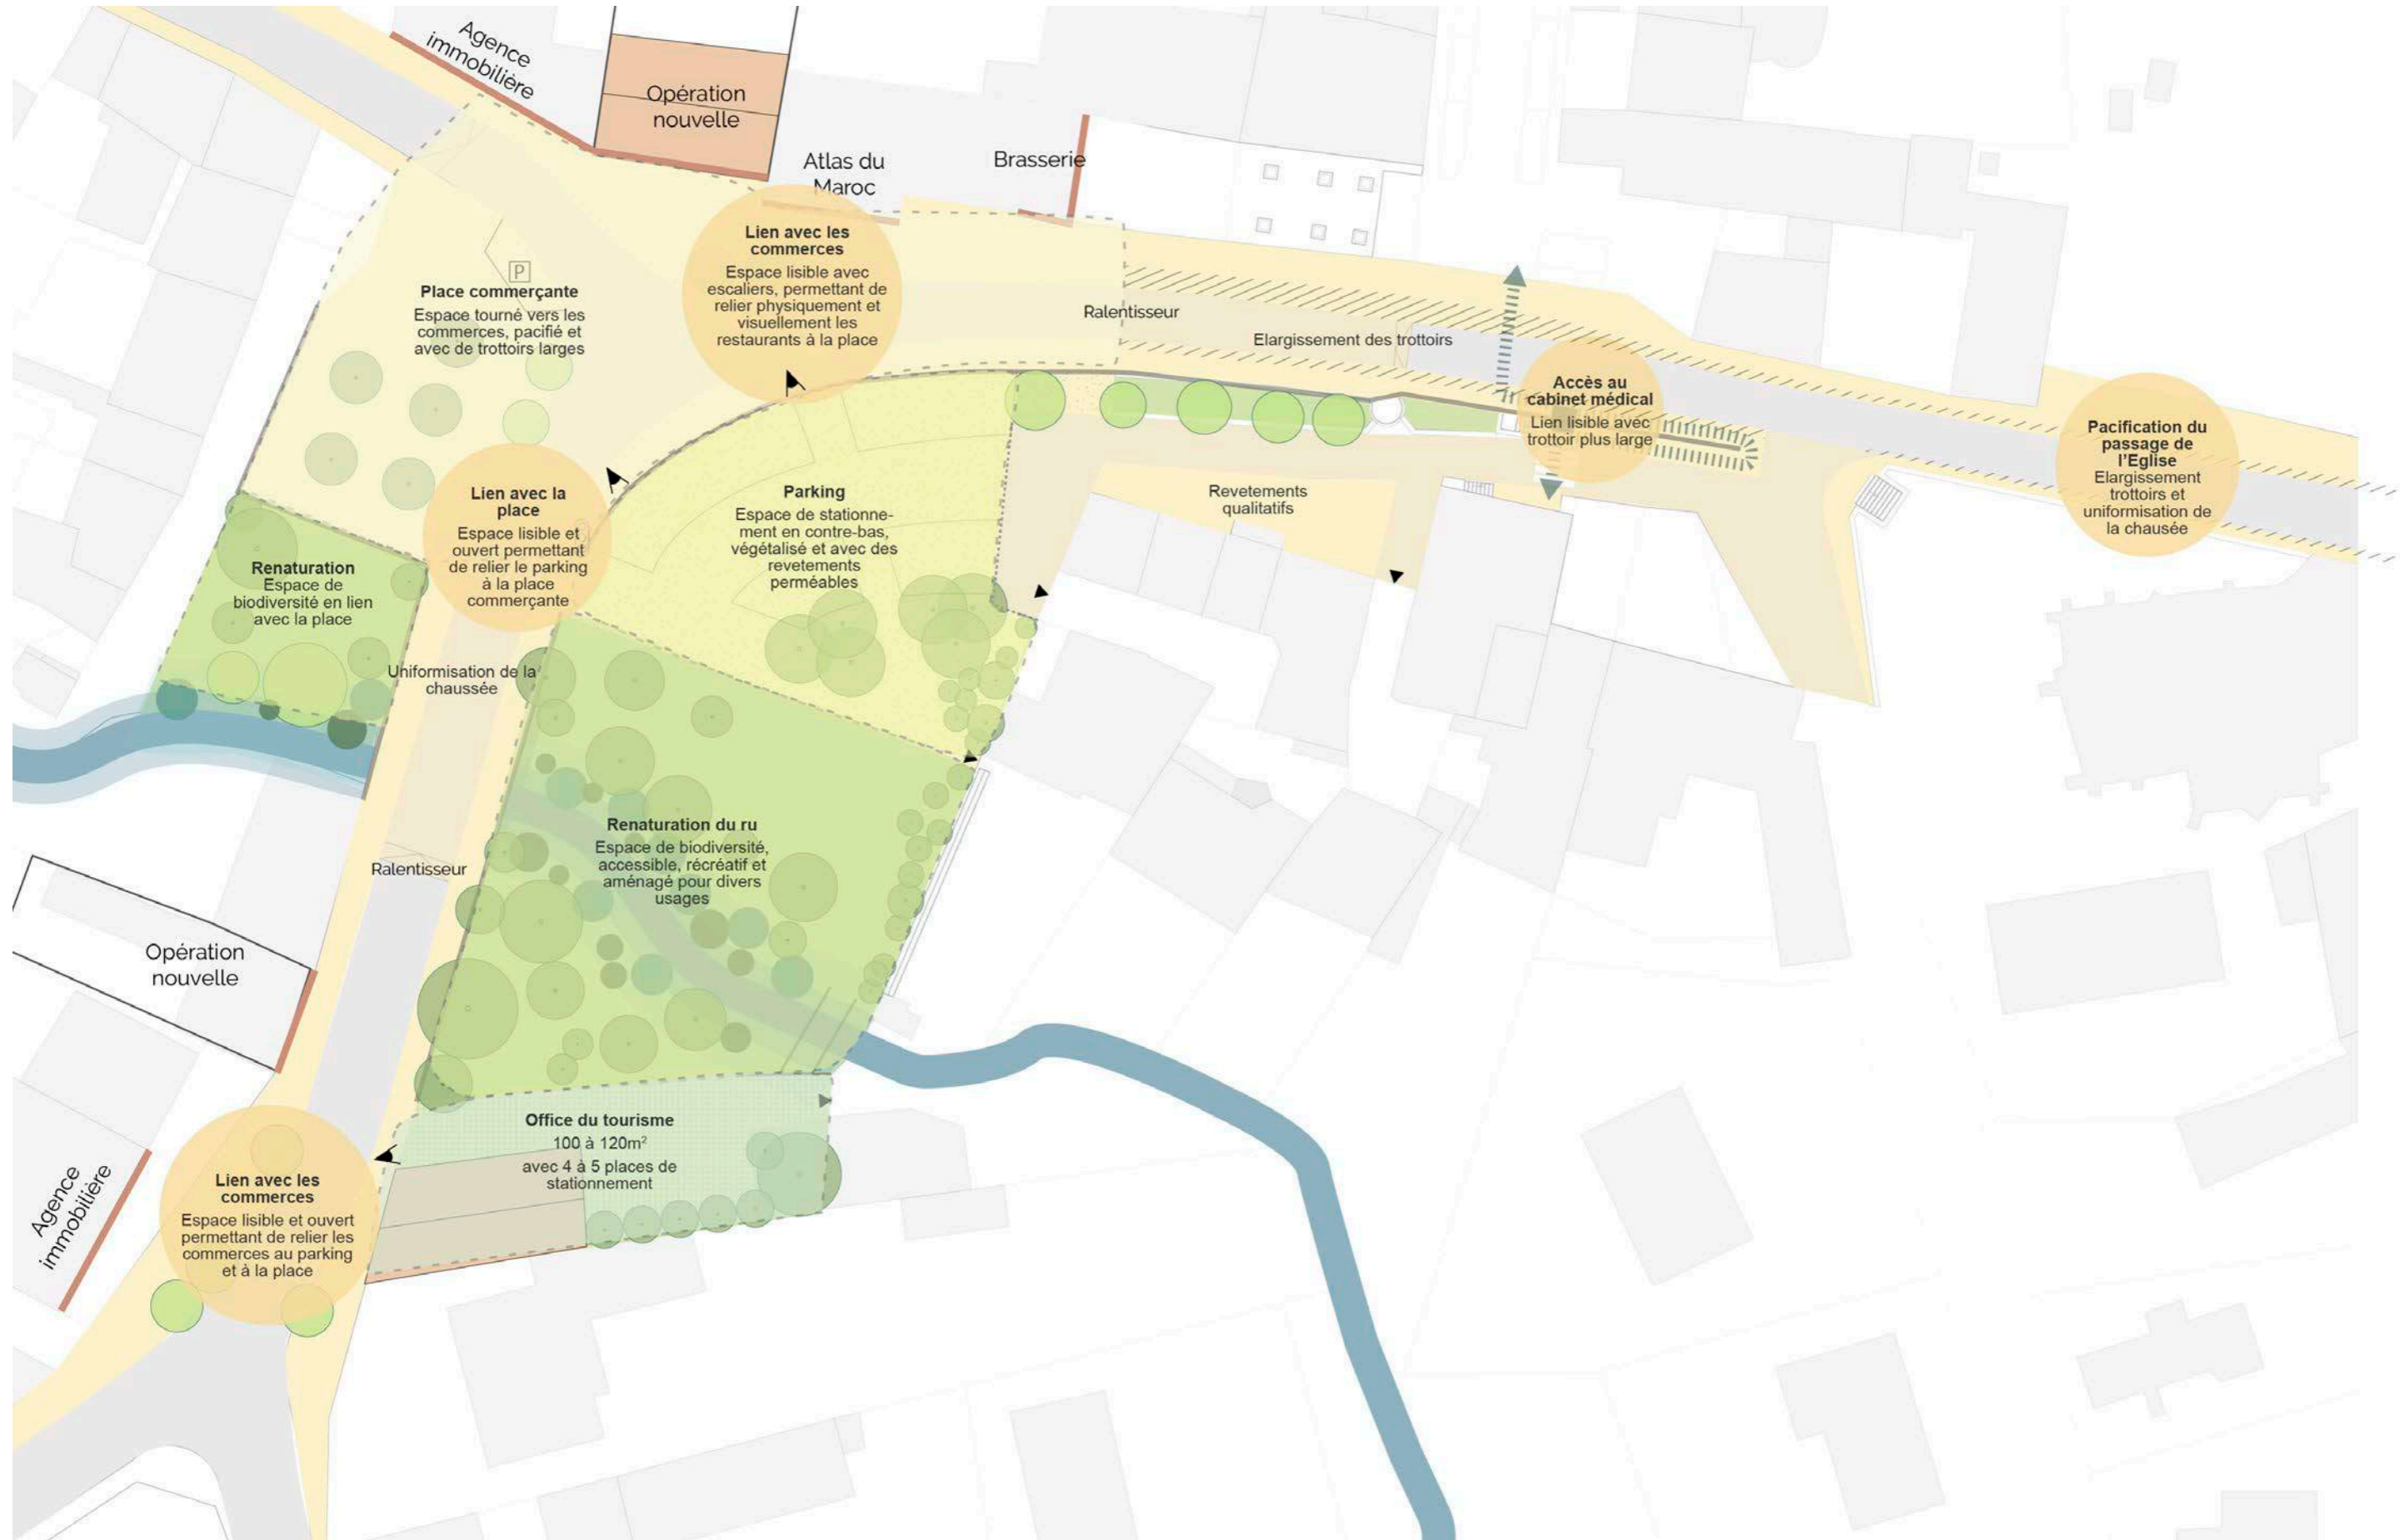 Agence
immobilière
Opération
nouvelle
Atlas du
Maroc
Brasserie
Lien avec les
commerces
Espace lisible avec
escaliers, permettant de
relier physiquement et
visuellement les
restaurants à la place
P
Place commerçante
Espace tourné vers les
commerces, pacifié et
avec de trottoirs larges
Ralentisseur
Elargissement des trottoirs
Accès au
cabinet médical
Lien lisible avec
trottoir plus large
Pacification du
passage de
l'Eglise
Elargissement
trottoirs et
uniformisation de
la chausée
Lien avec la
place
Espace lisible et
ouvert permettant
de relier le parking
à la place
commerçante
Parking
Espace de stationne-
ment en contre-bas,
végétalisé et avec des
revetements
perméables
Revetements
qualitatifs
Renaturation
Espace de
biodiversité en lien
avec la place
Uniformisation de la
chaussée
Renaturation du ru
Espace de biodiversité,
accessible, récréatif et
aménagé pour divers
usages
Ralentisseur
Opération
nouvelle
Office du tourisme
100 à 120m²
avec 4 à 5 places de
stationnement
Agence
immobilière
Lien avec les
commerces
Espace lisible et ouvert
permettant de relier les
commerces au parking
et à la place